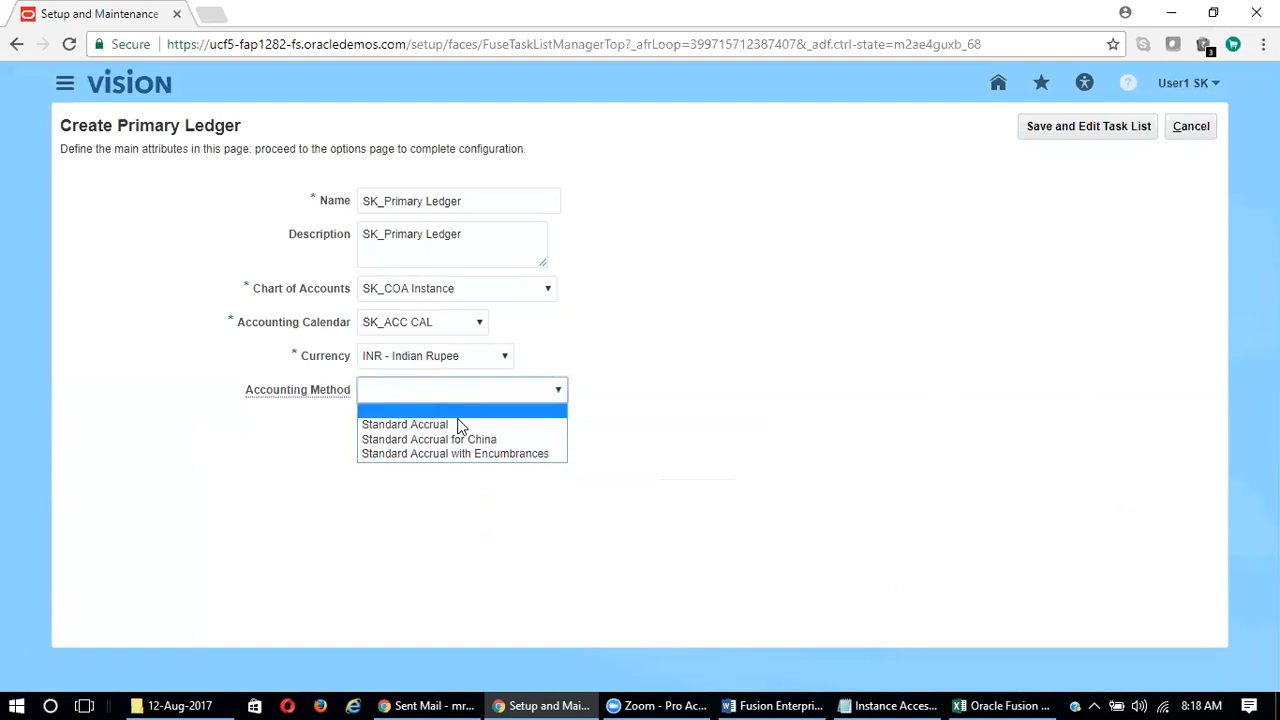 Setup and Maintenance
Secure
https://ucf5-fap1282-fs.oracledemos.com/setup/faces/FuseTaskListManagerTop?_afrLoop=399715712387407&_adf.ctrl-state=m2ae4guxb_68
3
VISION
?
User1 SK
Create Primary Ledger
Save and Edit Task List
Cancel
Define the main attributes in this page: proceed to the options page to complete configuration.
* Name
SK_Primary Ledger
Description
SK_Primary Ledger
* Chart of Accounts
SK_COA Instance
* Accounting Calendar
SK_ACC CAL
* Currency
INR - Indian Rupee
Accounting Method
Standard Accrual
Standard Accrual for China
Standard Accrual with Encumbrances
12-Aug-2017
Sent Mail - mr...
Setup and Mai...
Zoom - Pro Ac...
Fusion Enterpri...
Instance Acces...
Oracle Fusion ...
8:18 AM